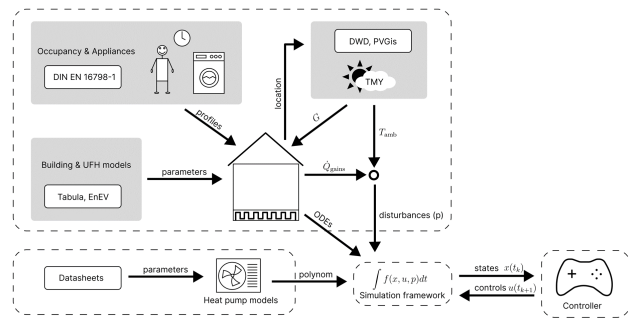 Occupancy & Appliances
DIN EN 16798-1
DWD, PVGis
TMY
location
profiles
G
T_amb
Building & UFH models
Tabula, EnEV
parameters
Q̇_gains
ODEs
disturbances (p)
Datasheets
parameters
Heat pump models
polynom
∫ f(x, u, p)dt
Simulation framework
states x(t_k)
controls u(t_{k+1})
Controller